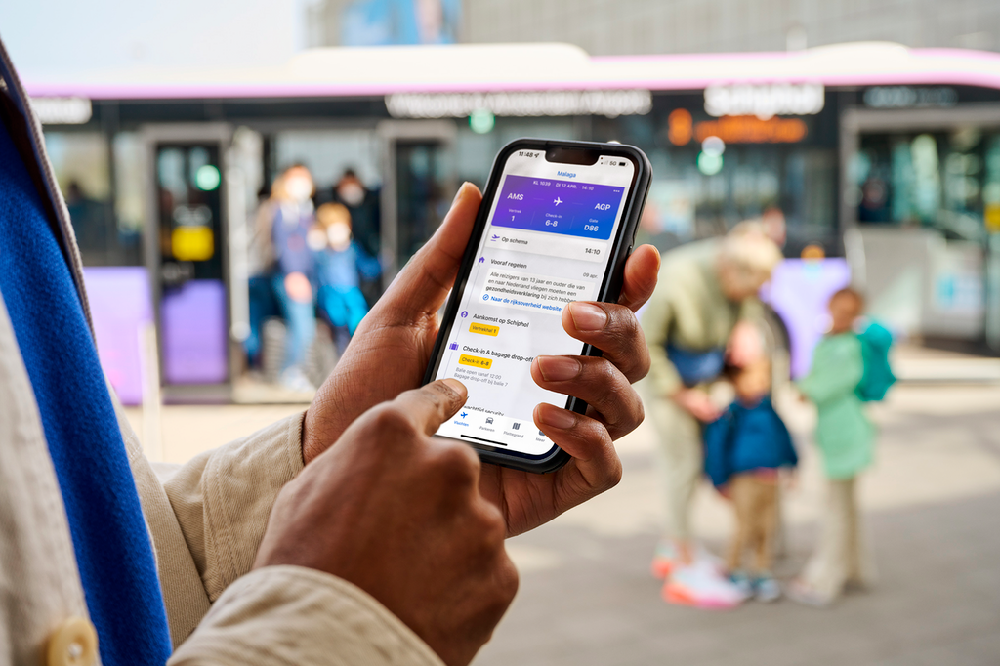 11:48
5G
Malaga
KL 1039 DI 12 APR. 14:10
AMS
AGP
Vertrek
1
Check-in
6-8
Gate
D86
Op schema
14:10
Vooraf regelen
09 apr.
Alle reizigers van 13 jaar en ouder die van
en naar Nederland vliegen moeten een
gezondheidsverklaring bij zich hebben
Naar de rijksoverheid website
Aankomst op Schiphol
Vertrekhal 1
Check-in & bagage drop-off
Check-in 6-8
Balie open vanaf 12:00
Bagage drop-off bij balie 7
Vluchten
Parkeren
Plattegrond
Meer
Schiphol